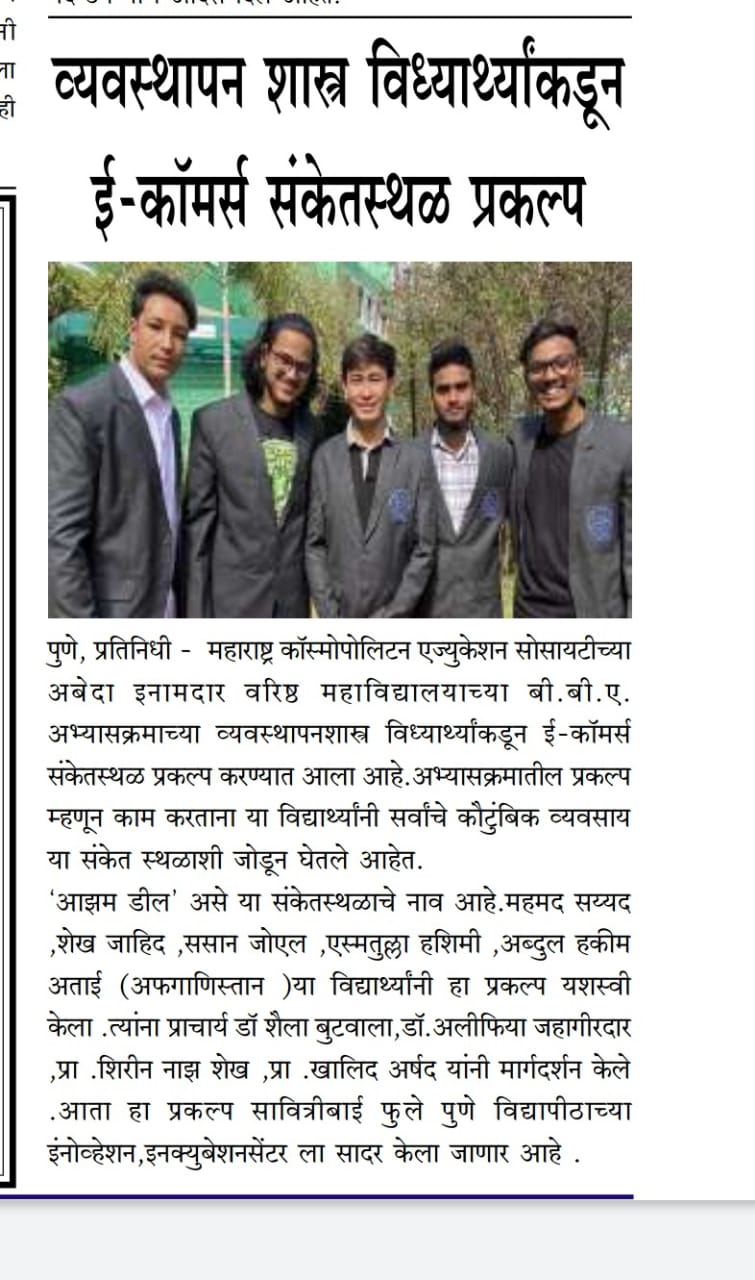 नी
ला
ही
व्यवस्थापन शास्त्र विध्यार्थ्यांकडून
ई-कॉमर्स संकेतस्थळ प्रकल्प
पुणे, प्रतिनिधी - महाराष्ट्र कॉस्मोपोलिटन एज्युकेशन सोसायटीच्या
अबेदा इनामदार वरिष्ठ महाविद्यालयाच्या बी.बी.ए.
अभ्यासक्रमाच्या व्यवस्थापनशास्त्र विध्यार्थ्यांकडून ई-कॉमर्स
संकेतस्थळ प्रकल्प करण्यात आला आहे.अभ्यासक्रमातील प्रकल्प
म्हणून काम करताना या विद्यार्थ्यांनी सर्वांचे कौटुंबिक व्यवसाय
या संकेत स्थळाशी जोडून घेतले आहेत.
‘आझम डील’ असे या संकेतस्थळाचे नाव आहे.महमद सय्यद
,शेख जाहिद ,ससान जोएल ,एस्मतुल्ला हशिमी ,अब्दुल हकीम
अताई (अफगाणिस्तान )या विद्यार्थ्यांनी हा प्रकल्प यशस्वी
केला .त्यांना प्राचार्य डॉ शैला बुटवाला,डॉ.अलीफिया जहागीरदार
,प्रा .शिरीन नाझ शेख ,प्रा .खालिद अर्षद यांनी मार्गदर्शन केले
.आता हा प्रकल्प सावित्रीबाई फुले पुणे विद्यापीठाच्या
इंनोव्हेशन,इनक्युबेशनसेंटर ला सादर केला जाणार आहे .